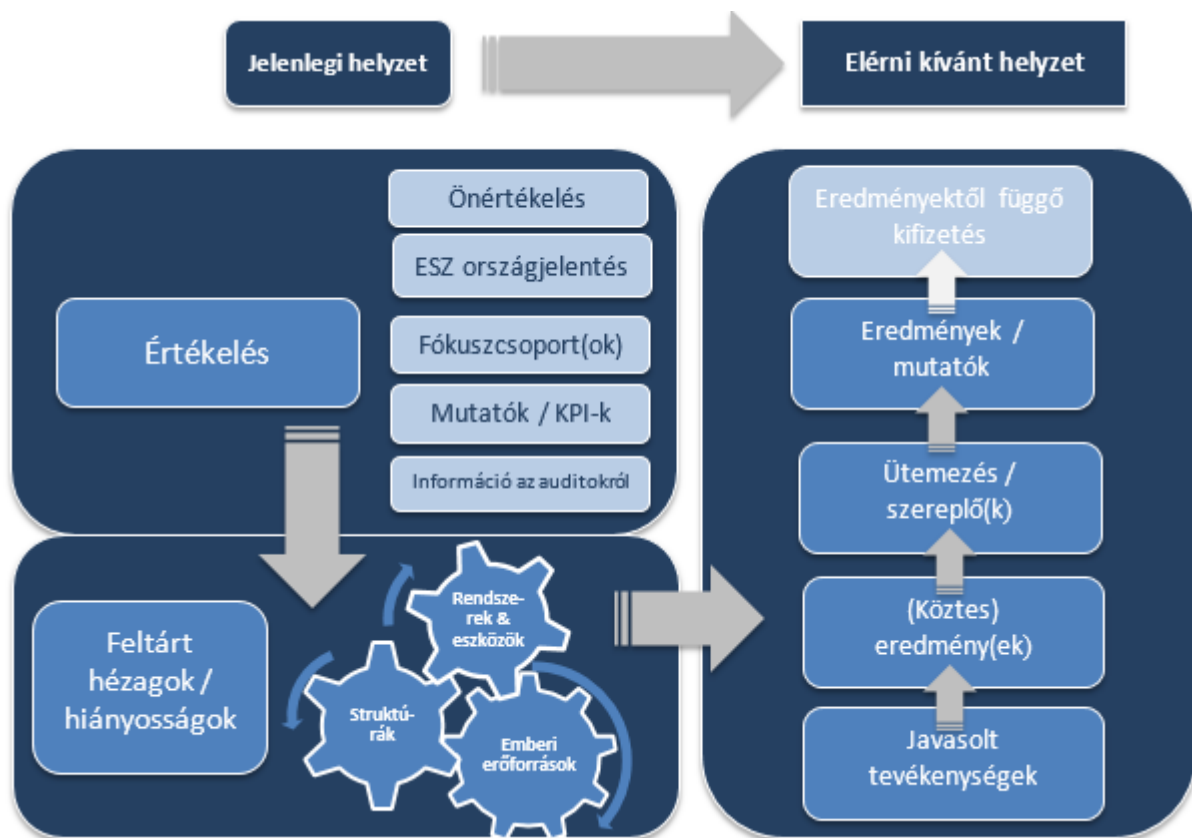 Jelenlegi helyzet
Elérni kívánt helyzet
Értékelés
Önértékelés
ESZ országjelentés
Fókuszcsoport(ok)
Mutatók / KPI-k
Információ az auditokról
Feltárt
hézagok /
hiányosságok
Rendsze-
rek &
eszközök
Struktú-
rák
Emberi
erőforrások
Eredményektől függő
kifizetés
Eredmények /
mutatók
Ütemezés /
szereplő(k)
(Köztes)
eredmény(ek)
Javasolt
tevékenységek